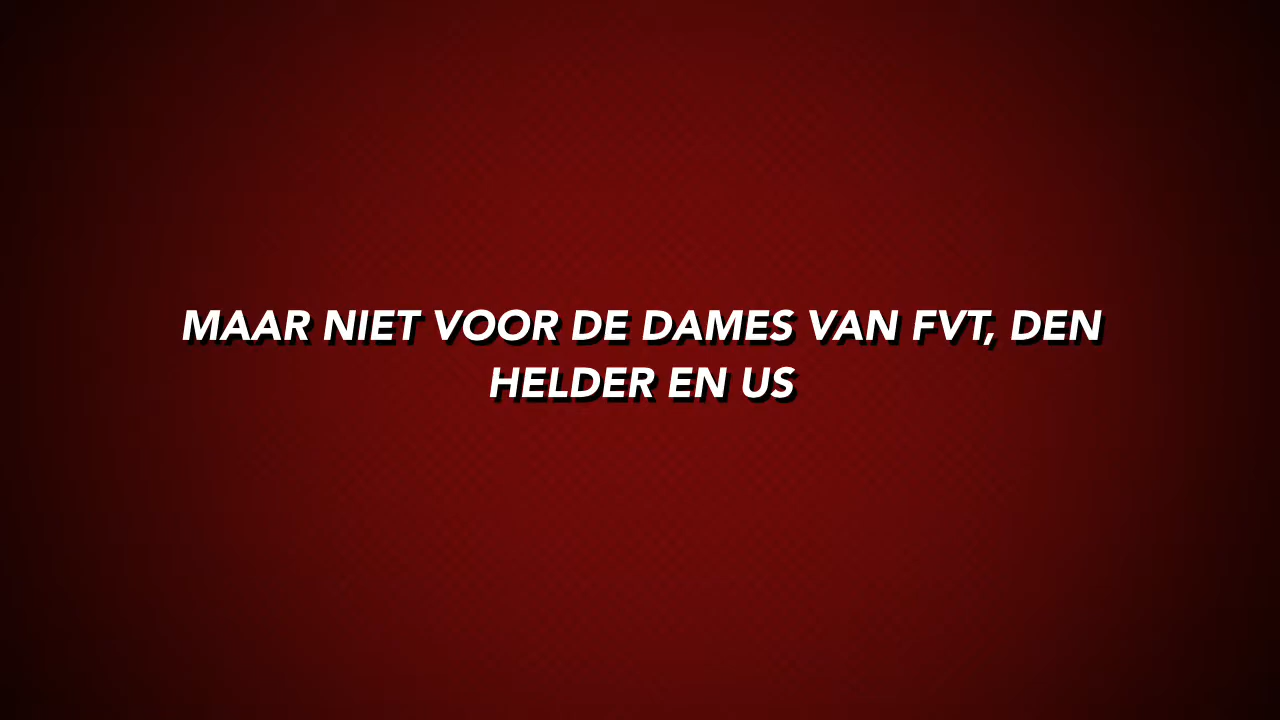 MAAR NIET VOOR DE DAMES VAN FVT, DEN
HELDER EN US